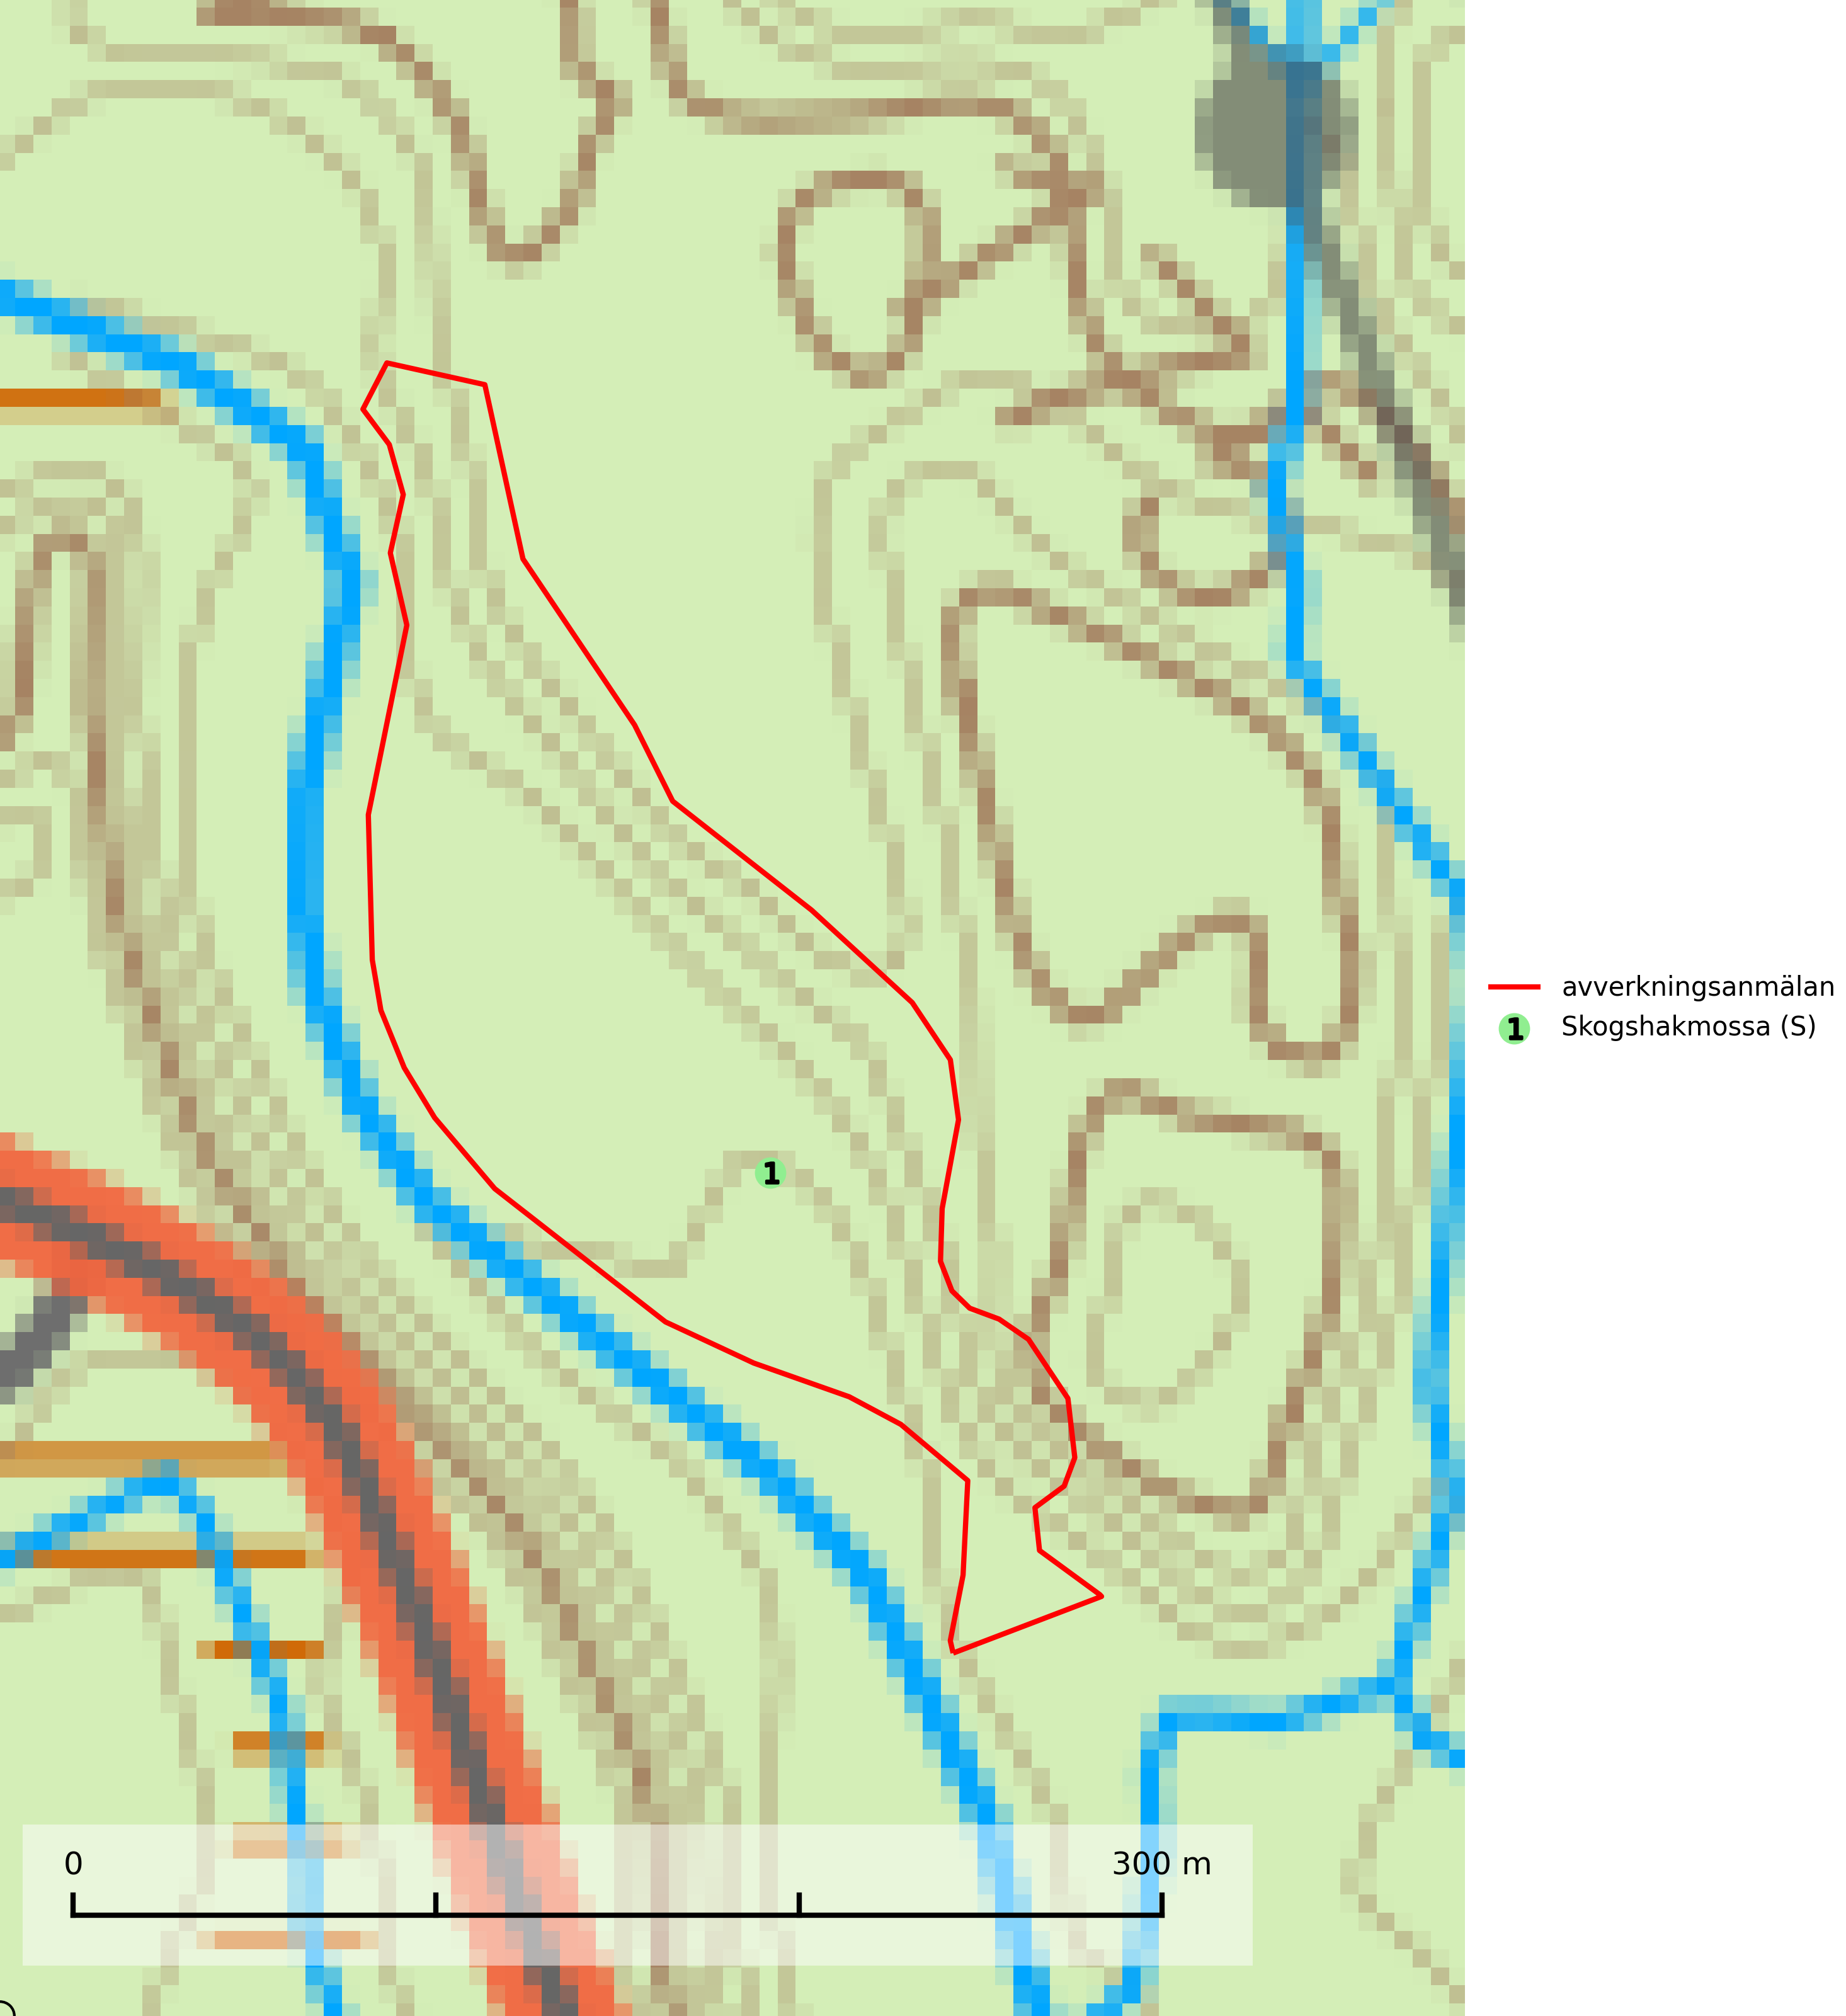 avverkningsanmälan
1 Skogshakmossa (S)
1
0 300 m